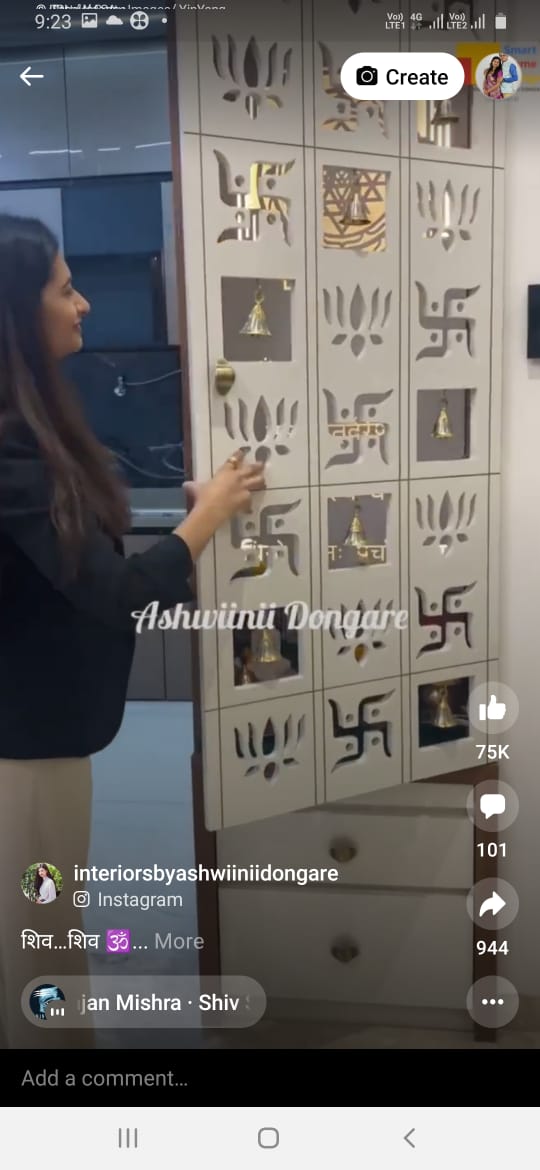 9:23
Vo)) LTE1 4G Vo)) LTE2
Smart
Create
Ashwiinii Dongare
75K
101
interiorsbyashwiiniidongare
Instagram
944
शिव...शिव 🕉️... More
jan Mishra · Shiv
Add a comment...